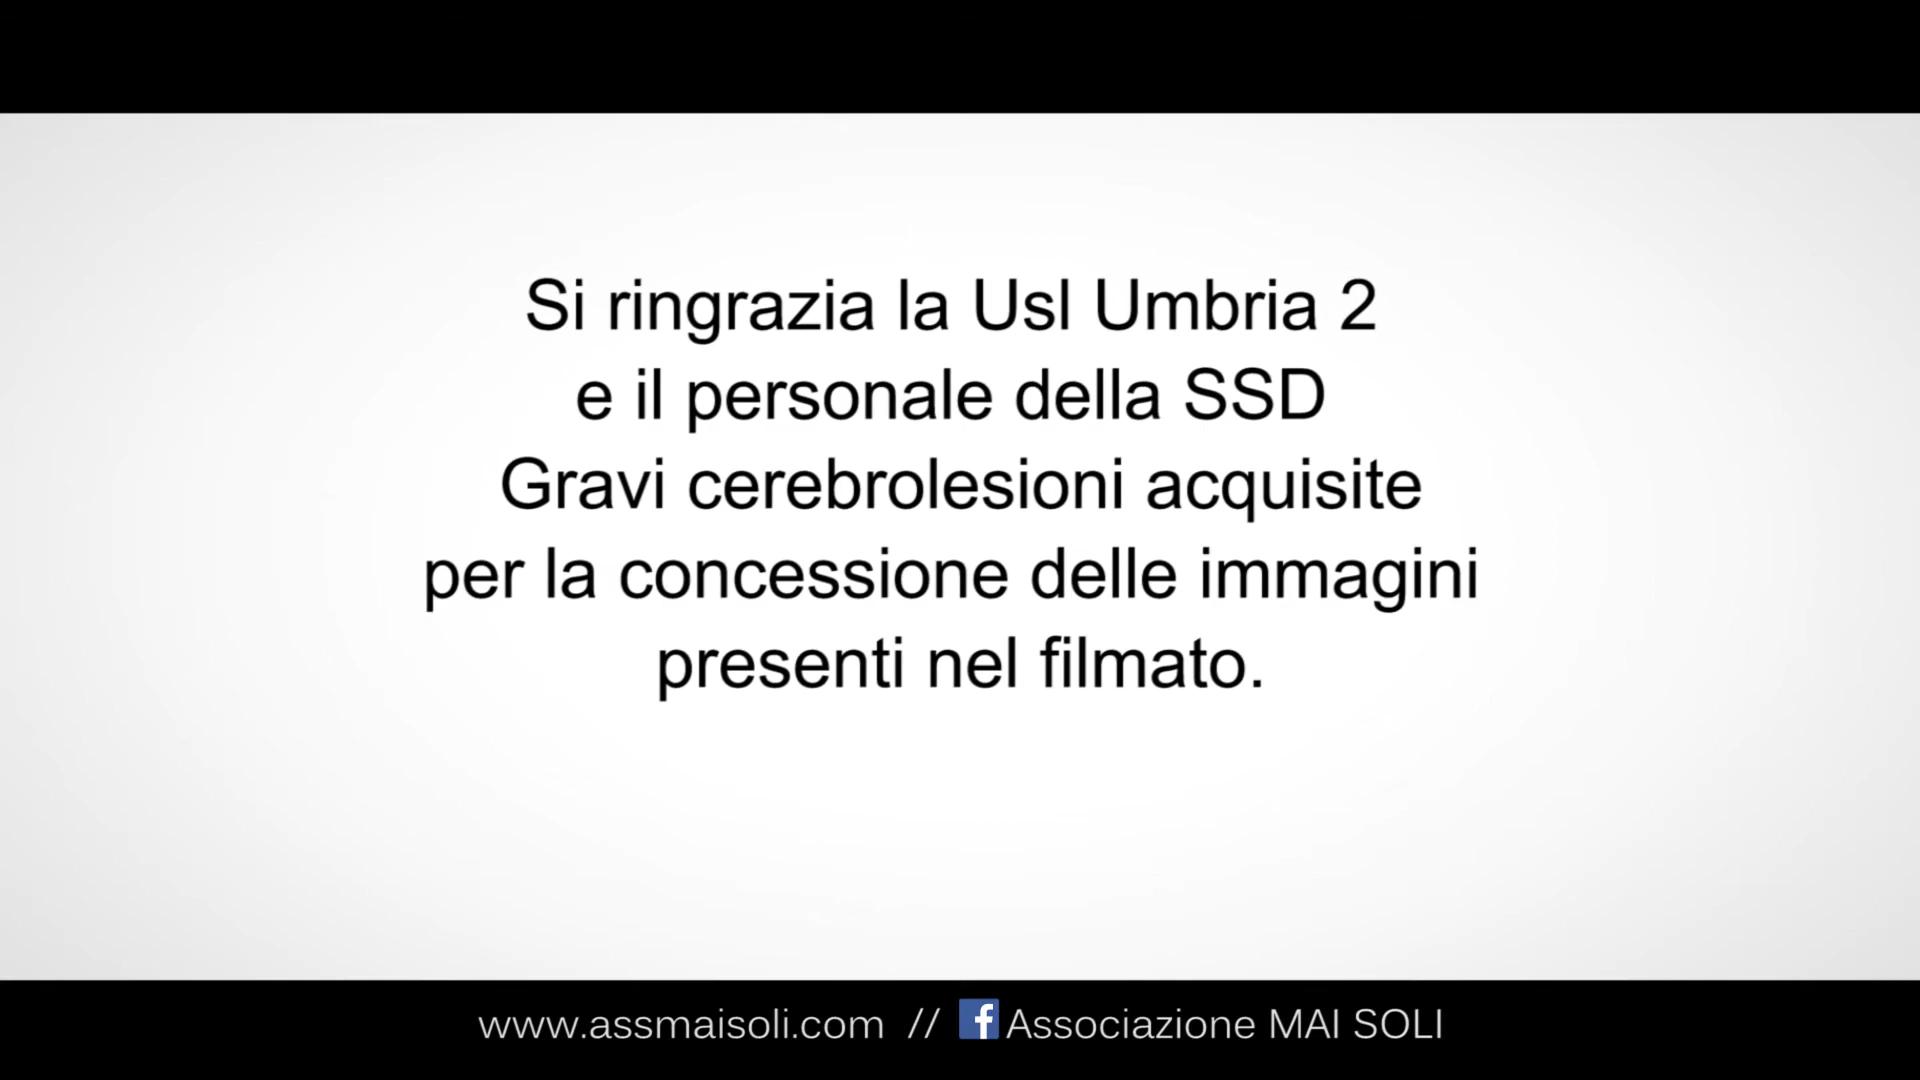 Si ringrazia la Usl Umbria 2
e il personale della SSD
Gravi cerebrolesioni acquisite
per la concessione delle immagini
presenti nel filmato.
www.assmaisoli.com // f Associazione MAI SOLI